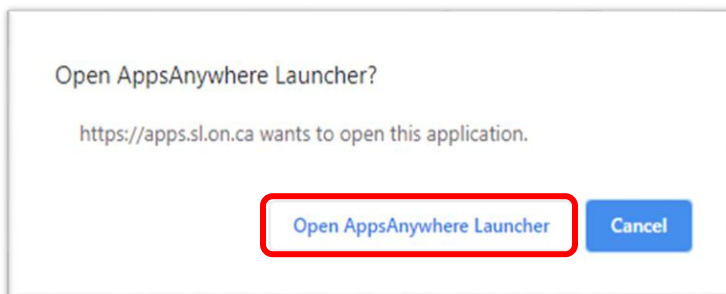 Open AppsAnywhere Launcher?
https://apps.sl.on.ca wants to open this application.
Open AppsAnywhere Launcher
Cancel